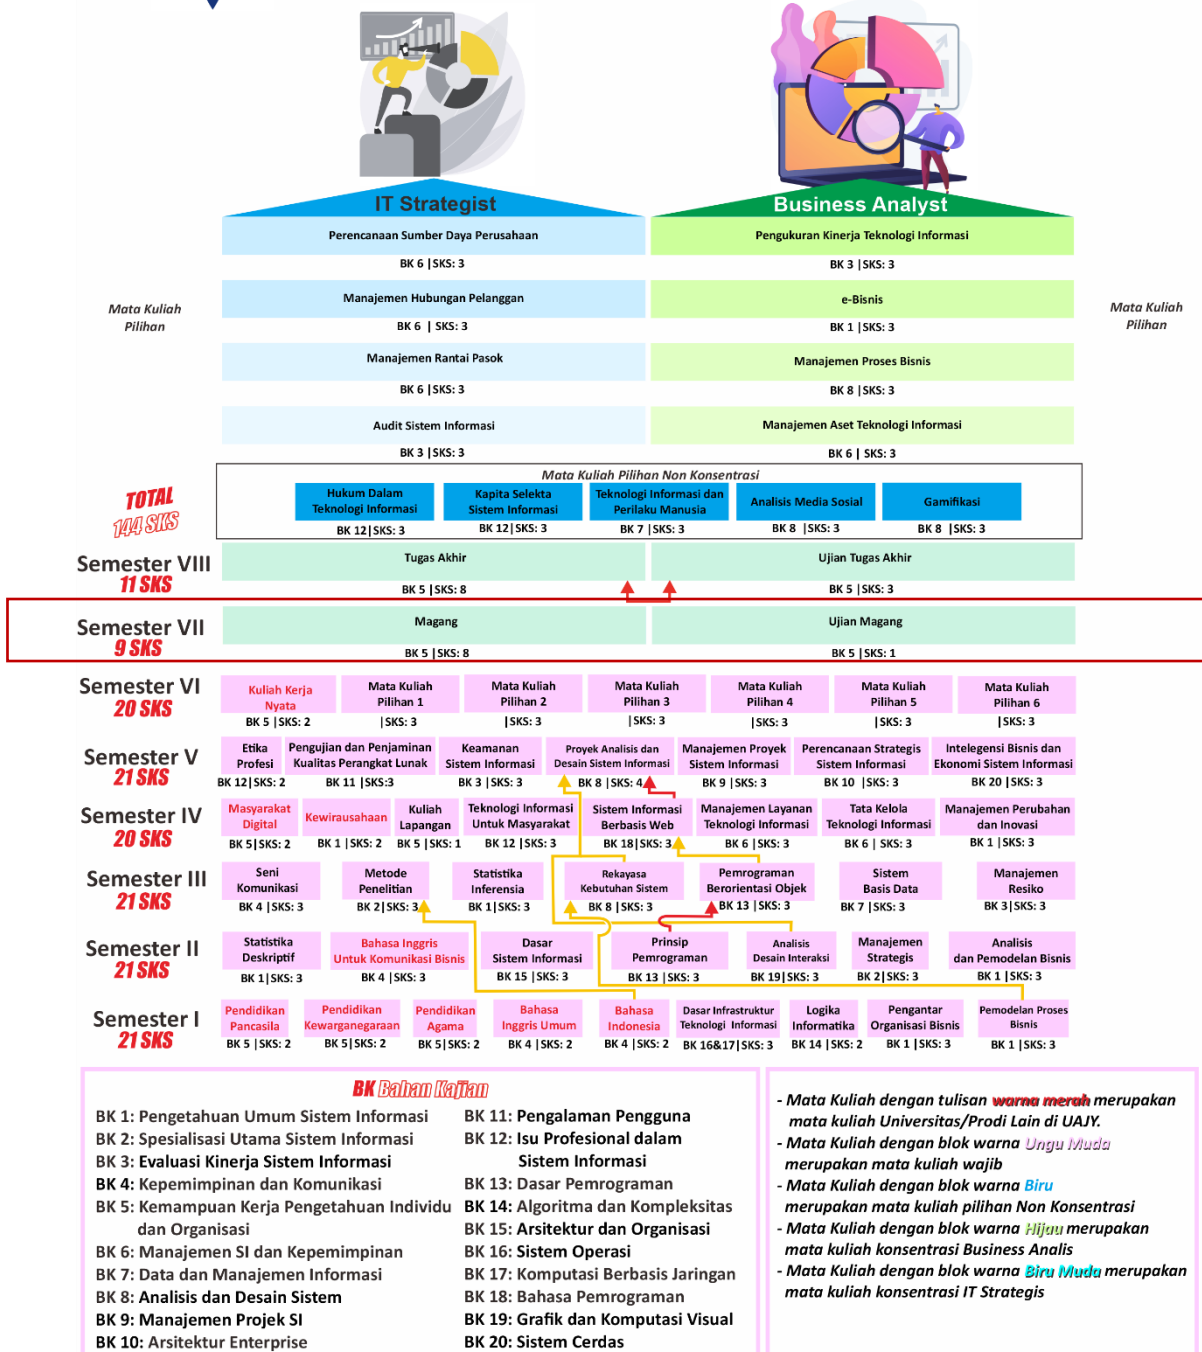 IT Strategist
Business Analyst
Perencanaan Sumber Daya Perusahaan
BK 6 |SKS: 3
Pengukuran Kinerja Teknologi Informasi
BK 3 |SKS: 3
Mata Kuliah
Pilihan
Manajemen Hubungan Pelanggan
BK 6 | SKS: 3
e-Bisnis
BK 1 |SKS: 3
Mata Kuliah
Pilihan
Manajemen Rantai Pasok
BK 6 |SKS: 3
Manajemen Proses Bisnis
BK 8 |SKS: 3
Audit Sistem Informasi
BK 3 |SKS: 3
Manajemen Aset Teknologi Informasi
BK 6 | SKS: 3
Mata Kuliah Pilihan Non Konsentrasi
Hukum Dalam
Teknologi Informasi
BK 12|SKS: 3
Kapita Selekta
Sistem Informasi
BK 12|SKS: 3
Teknologi Informasi dan
Perilaku Manusia
BK 7 |SKS: 3
Analisis Media Sosial
BK 8 |SKS: 3
Gamifikasi
BK 8 |SKS: 3
TOTAL
144 SKS
Semester VIII
11 SKS
Tugas Akhir
BK 5 |SKS: 8
Ujian Tugas Akhir
BK 5 |SKS: 3
Semester VII
9 SKS
Magang
BK 5 |SKS: 8
Ujian Magang
BK 5 |SKS: 1
Semester VI
20 SKS
Kuliah Kerja
Nyata
BK 5 |SKS: 2
Mata Kuliah
Pilihan 1
|SKS: 3
Mata Kuliah
Pilihan 2
|SKS: 3
Mata Kuliah
Pilihan 3
|SKS: 3
Mata Kuliah
Pilihan 4
|SKS: 3
Mata Kuliah
Pilihan 5
|SKS: 3
Mata Kuliah
Pilihan 6
|SKS: 3
Semester V
21 SKS
Etika
Profesi
BK 12|SKS: 2
Pengujian dan Penjaminan
Kualitas Perangkat Lunak
BK 11 |SKS:3
Keamanan
Sistem Informasi
BK 3 |SKS: 3
Proyek Analisis dan
Desain Sistem Informasi
BK 8 |SKS: 4
Manajemen Proyek
Sistem Informasi
BK 9 |SKS: 3
Perencanaan Strategis
Sistem Informasi
BK 10 |SKS: 3
Intelegensi Bisnis dan
Ekonomi Sistem Informasi
BK 20 |SKS: 3
Semester IV
20 SKS
Masyarakat
Digital
BK 5|SKS: 2
Kewirausahaan
BK 1 |SKS: 2
Kuliah
Lapangan
BK 5 |SKS: 1
Teknologi Informasi
Untuk Masyarakat
BK 12 |SKS: 3
Sistem Informasi
Berbasis Web
BK 18|SKS: 3
Manajemen Layanan
Teknologi Informasi
BK 6 |SKS: 3
Tata Kelola
Teknologi Informasi
BK 6 |SKS: 3
Manajemen Perubahan
dan Inovasi
BK 1 |SKS: 3
Semester III
21 SKS
Seni
Komunikasi
BK 4 |SKS: 3
Metode
Penelitian
BK 2|SKS: 3
Statistika
Inferensia
BK 1|SKS: 3
Rekayasa
Kebutuhan Sistem
BK 8 |SKS: 3
Pemrograman
Berorientasi Objek
BK 13 |SKS: 3
Sistem
Basis Data
BK 7 |SKS: 3
Manajemen
Resiko
BK 3|SKS: 3
Semester II
21 SKS
Statistika
Deskriptif
BK 1|SKS: 3
Bahasa Inggris
Untuk Komunikasi Bisnis
BK 4 |SKS: 3
Dasar
Sistem Informasi
BK 15 |SKS: 3
Prinsip
Pemrograman
BK 13 |SKS: 3
Analisis
Desain Interaksi
BK 19|SKS: 3
Manajemen
Strategis
BK 2|SKS: 3
Analisis
dan Pemodelan Bisnis
BK 1 |SKS: 3
Semester I
21 SKS
Pendidikan
Pancasila
BK 5 |SKS: 2
Pendidikan
Kewarganegaraan
BK 5|SKS: 2
Pendidikan
Agama
BK 5|SKS: 2
Bahasa
Inggris Umum
BK 4 |SKS: 2
Bahasa
Indonesia
BK 4 |SKS: 2
Dasar Infrastruktur
Teknologi Informasi
BK 16&17|SKS: 3
Logika
Informatika
BK 14 |SKS: 2
Pengantar
Organisasi Bisnis
BK 1 |SKS: 3
Pemodelan Proses
Bisnis
BK 1 |SKS: 3
BK Bahan Kajian
BK 1: Pengetahuan Umum Sistem Informasi
BK 2: Spesialisasi Utama Sistem Informasi
BK 3: Evaluasi Kinerja Sistem Informasi
BK 4: Kepemimpinan dan Komunikasi
BK 5: Kemampuan Kerja Pengetahuan Individu
dan Organisasi
BK 6: Manajemen SI dan Kepemimpinan
BK 7: Data dan Manajemen Informasi
BK 8: Analisis dan Desain Sistem
BK 9: Manajemen Projek SI
BK 10: Arsitektur Enterprise
BK 11: Pengalaman Pengguna
BK 12: Isu Profesional dalam
Sistem Informasi
BK 13: Dasar Pemrograman
BK 14: Algoritma dan Kompleksitas
BK 15: Arsitektur dan Organisasi
BK 16: Sistem Operasi
BK 17: Komputasi Berbasis Jaringan
BK 18: Bahasa Pemrograman
BK 19: Grafik dan Komputasi Visual
BK 20: Sistem Cerdas
- Mata Kuliah dengan tulisan warna merah merupakan
mata kuliah Universitas/Prodi Lain di UAJY.
- Mata Kuliah dengan blok warna Ungu Muda
merupakan mata kuliah wajib
- Mata Kuliah dengan blok warna Biru
merupakan mata kuliah pilihan Non Konsentrasi
- Mata Kuliah dengan blok warna Hijau merupakan
mata kuliah konsentrasi Business Analis
- Mata Kuliah dengan blok warna Biru Muda merupakan
mata kuliah konsentrasi IT Strategis